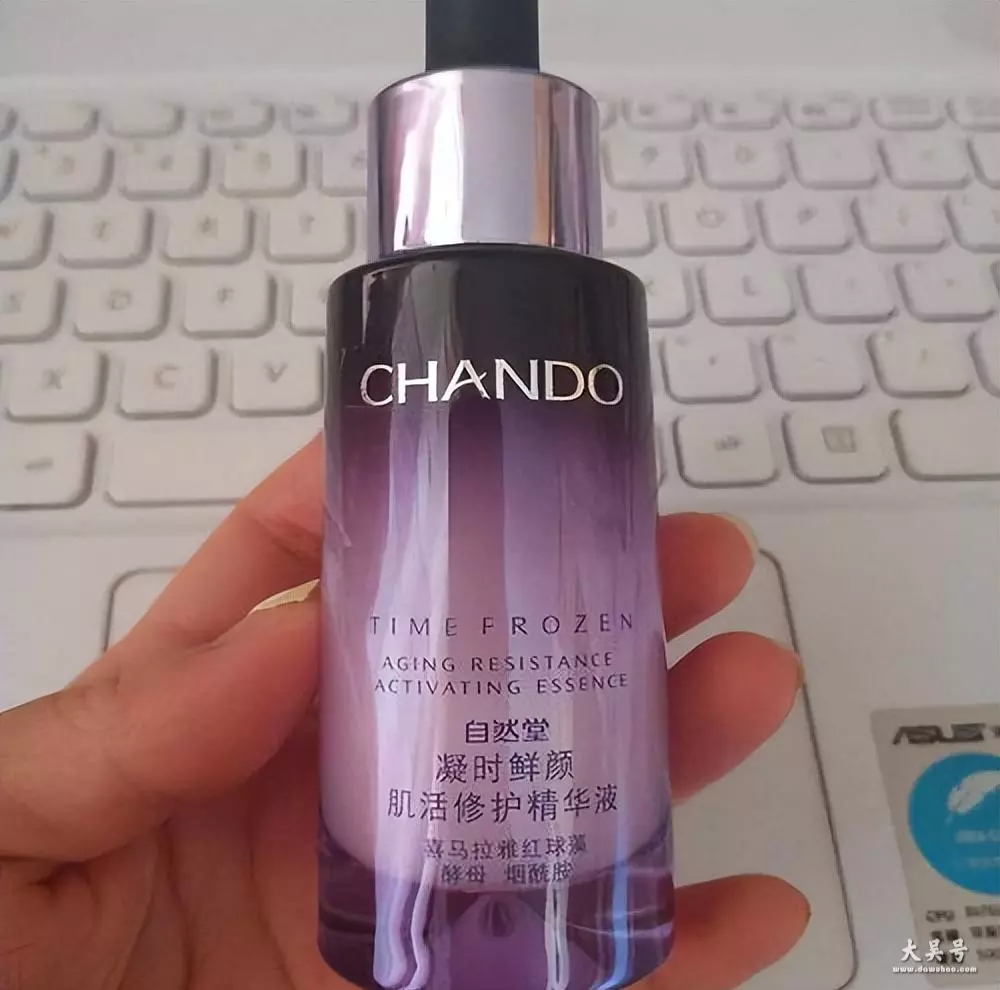 CHANDO
TIME FROZEN
AGING RESISTANCE
ACTIVATING ESSENCE
自然堂
凝时鲜颜
肌活修护精华液
喜马拉雅红球藻
酵母 烟酰胺
ASUS
大吴号
www.dawuhao.com